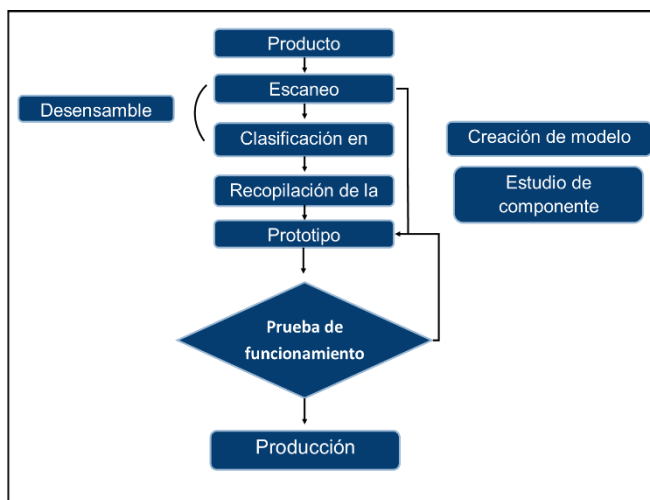 Producto
Escaneo
Desensamble
Clasificación en
Creación de modelo
Recopilación de la
Estudio de
componente
Prototipo
Prueba de
funcionamiento
Producción